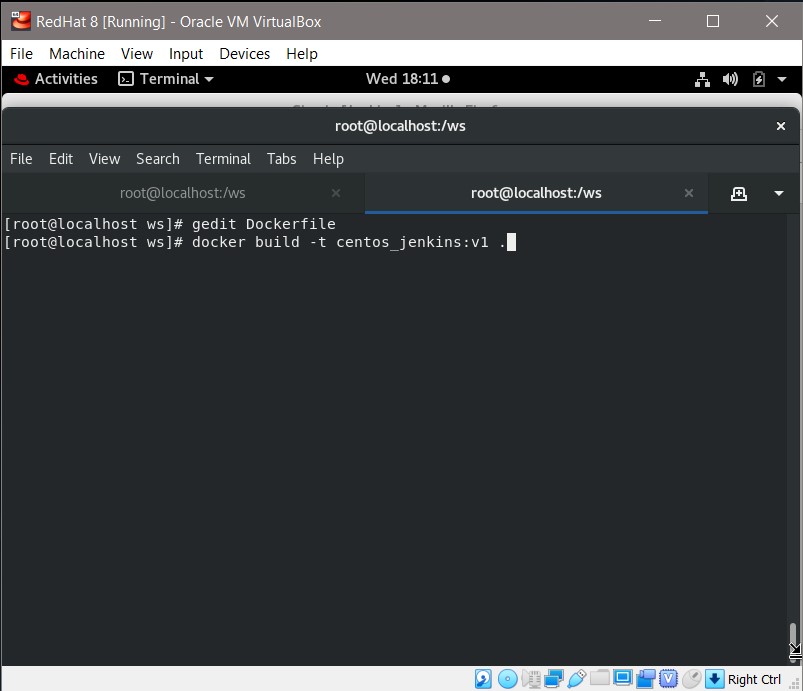 RedHat 8 [Running] - Oracle VM VirtualBox
File Machine View Input Devices Help
Activities Terminal Wed 18:11
root@localhost:/ws
File Edit View Search Terminal Tabs Help
root@localhost:/ws root@localhost:/ws
[root@localhost ws]# gedit Dockerfile
[root@localhost ws]# docker build -t centos_jenkins:v1 .
Right Ctrl